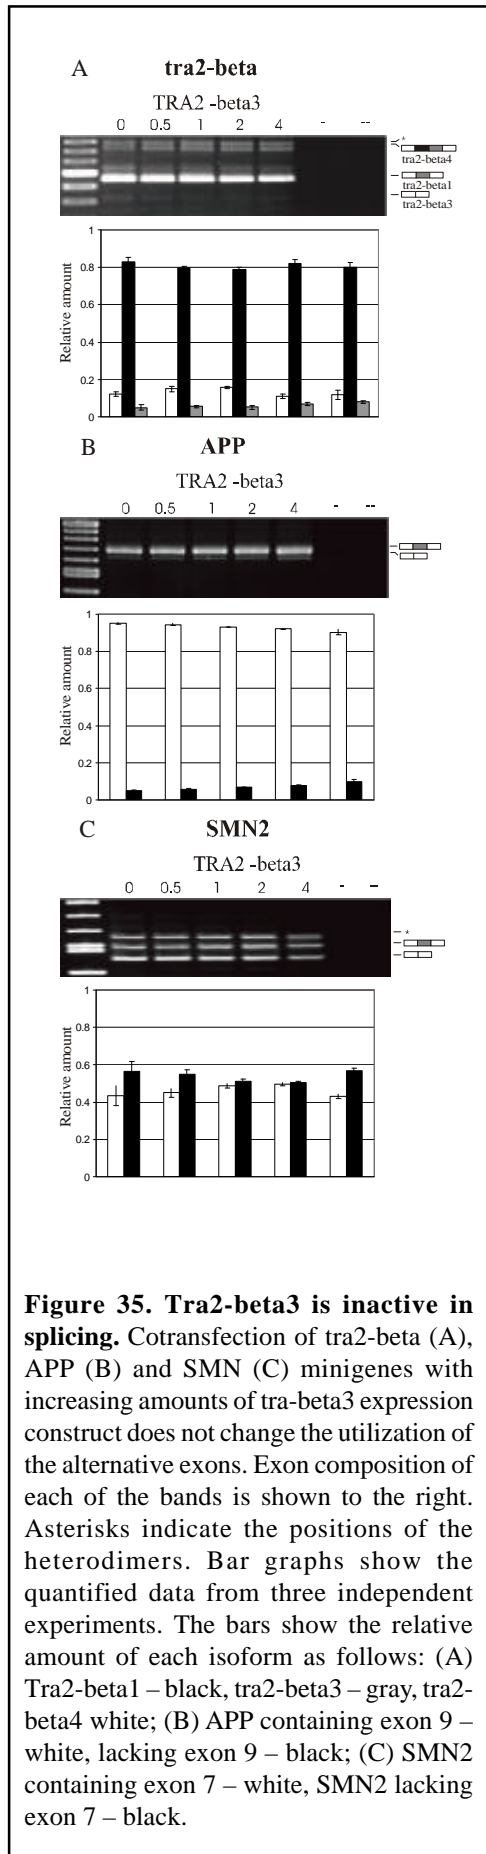 A
tra2-beta
TRA2 -beta3
0 0.5 1 2 4 - --
*
tra2-beta4
tra2-beta1
tra2-beta3
1
0.8
0.6
0.4
0.2
0
Relative amount
B
APP
TRA2 -beta3
0 0.5 1 2 4 - --
1
0.8
0.6
0.4
0.2
0
Relative amount
C
SMN2
TRA2 -beta3
0 0.5 1 2 4 - --
*
1
0.8
0.6
0.4
0.2
0
Relative amount
Figure 35. Tra2-beta3 is inactive in
splicing. Cotransfection of tra2-beta (A),
APP (B) and SMN (C) minigenes with
increasing amounts of tra-beta3 expression
construct does not change the utilization of
the alternative exons. Exon composition of
each of the bands is shown to the right.
Asterisks indicate the positions of the
heterodimers. Bar graphs show the
quantified data from three independent
experiments. The bars show the relative
amount of each isoform as follows: (A)
Tra2-beta1 – black, tra2-beta3 – gray, tra2-
beta4 white; (B) APP containing exon 9 –
white, lacking exon 9 – black; (C) SMN2
containing exon 7 – white, SMN2 lacking
exon 7 – black.